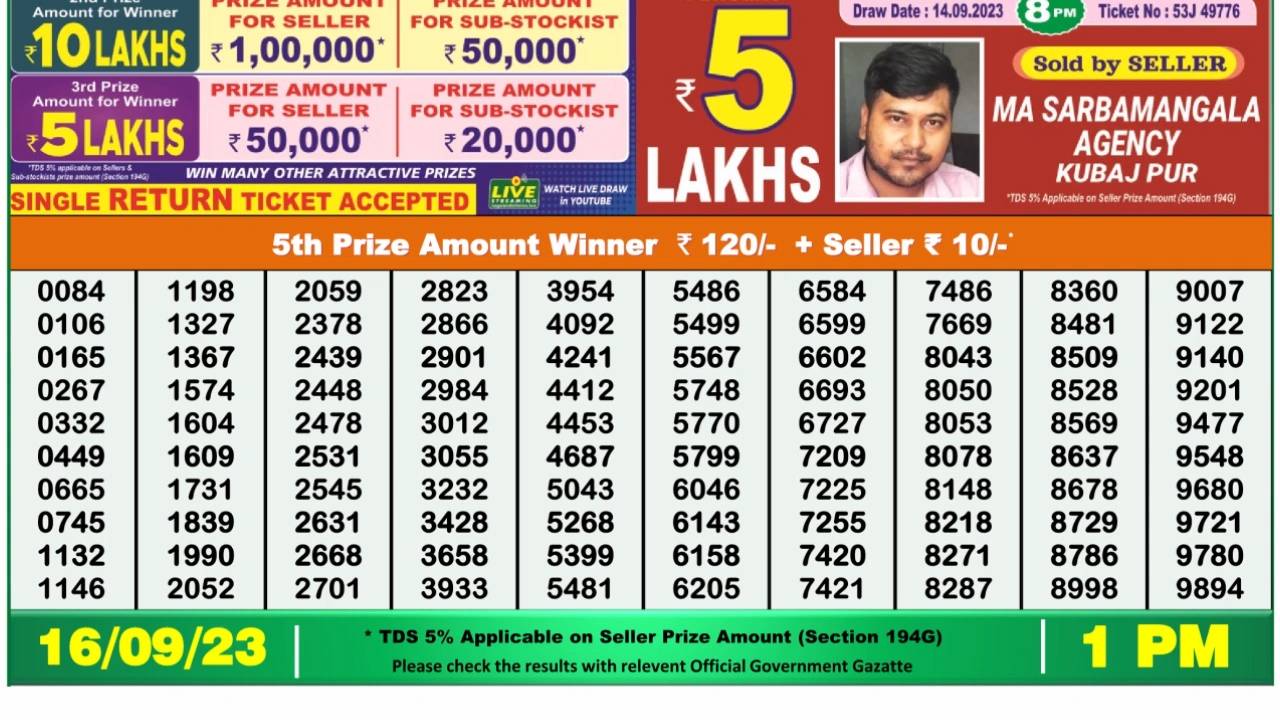 2nd Prize
Amount for Winner
₹10 LAKHS
PRIZE AMOUNT
FOR SELLER
₹ 1,00,000*
PRIZE AMOUNT
FOR SUB-STOCKIST
₹ 50,000*
3rd Prize
Amount for Winner
₹5 LAKHS
PRIZE AMOUNT
FOR SELLER
₹ 50,000*
PRIZE AMOUNT
FOR SUB-STOCKIST
₹ 20,000*
*TDS 5% applicable on Sellers &
Sub-stockists prize amount (Section 194G)
WIN MANY OTHER ATTRACTIVE PRIZES
SINGLE RETURN TICKET ACCEPTED
LIVE
STREAMING
WATCH LIVE DRAW
in YOUTUBE
₹ 5
LAKHS
Draw Date : 14.09.2023
8PM
Ticket No : 53J 49776
Sold by SELLER
MA SARBAMANGALA
AGENCY
KUBAJ PUR
*TDS 5% Applicable on Seller Prize Amount (Section 194G)
5th Prize Amount Winner ₹ 120/- + Seller ₹ 10/-*
0084 1198 2059 2823 3954 5486 6584 7486 8360 9007
0106 1327 2378 2866 4092 5499 6599 7669 8481 9122
0165 1367 2439 2901 4241 5567 6602 8043 8509 9140
0267 1574 2448 2984 4412 5748 6693 8050 8528 9201
0332 1604 2478 3012 4453 5770 6727 8053 8569 9477
0449 1609 2531 3055 4687 5799 7209 8078 8637 9548
0665 1731 2545 3232 5043 6046 7225 8148 8678 9680
0745 1839 2631 3428 5268 6143 7255 8218 8729 9721
1132 1990 2668 3658 5399 6158 7420 8271 8786 9780
1146 2052 2701 3933 5481 6205 7421 8287 8998 9894
16/09/23
* TDS 5% Applicable on Seller Prize Amount (Section 194G)
Please check the results with relevent Official Government Gazatte
1 PM